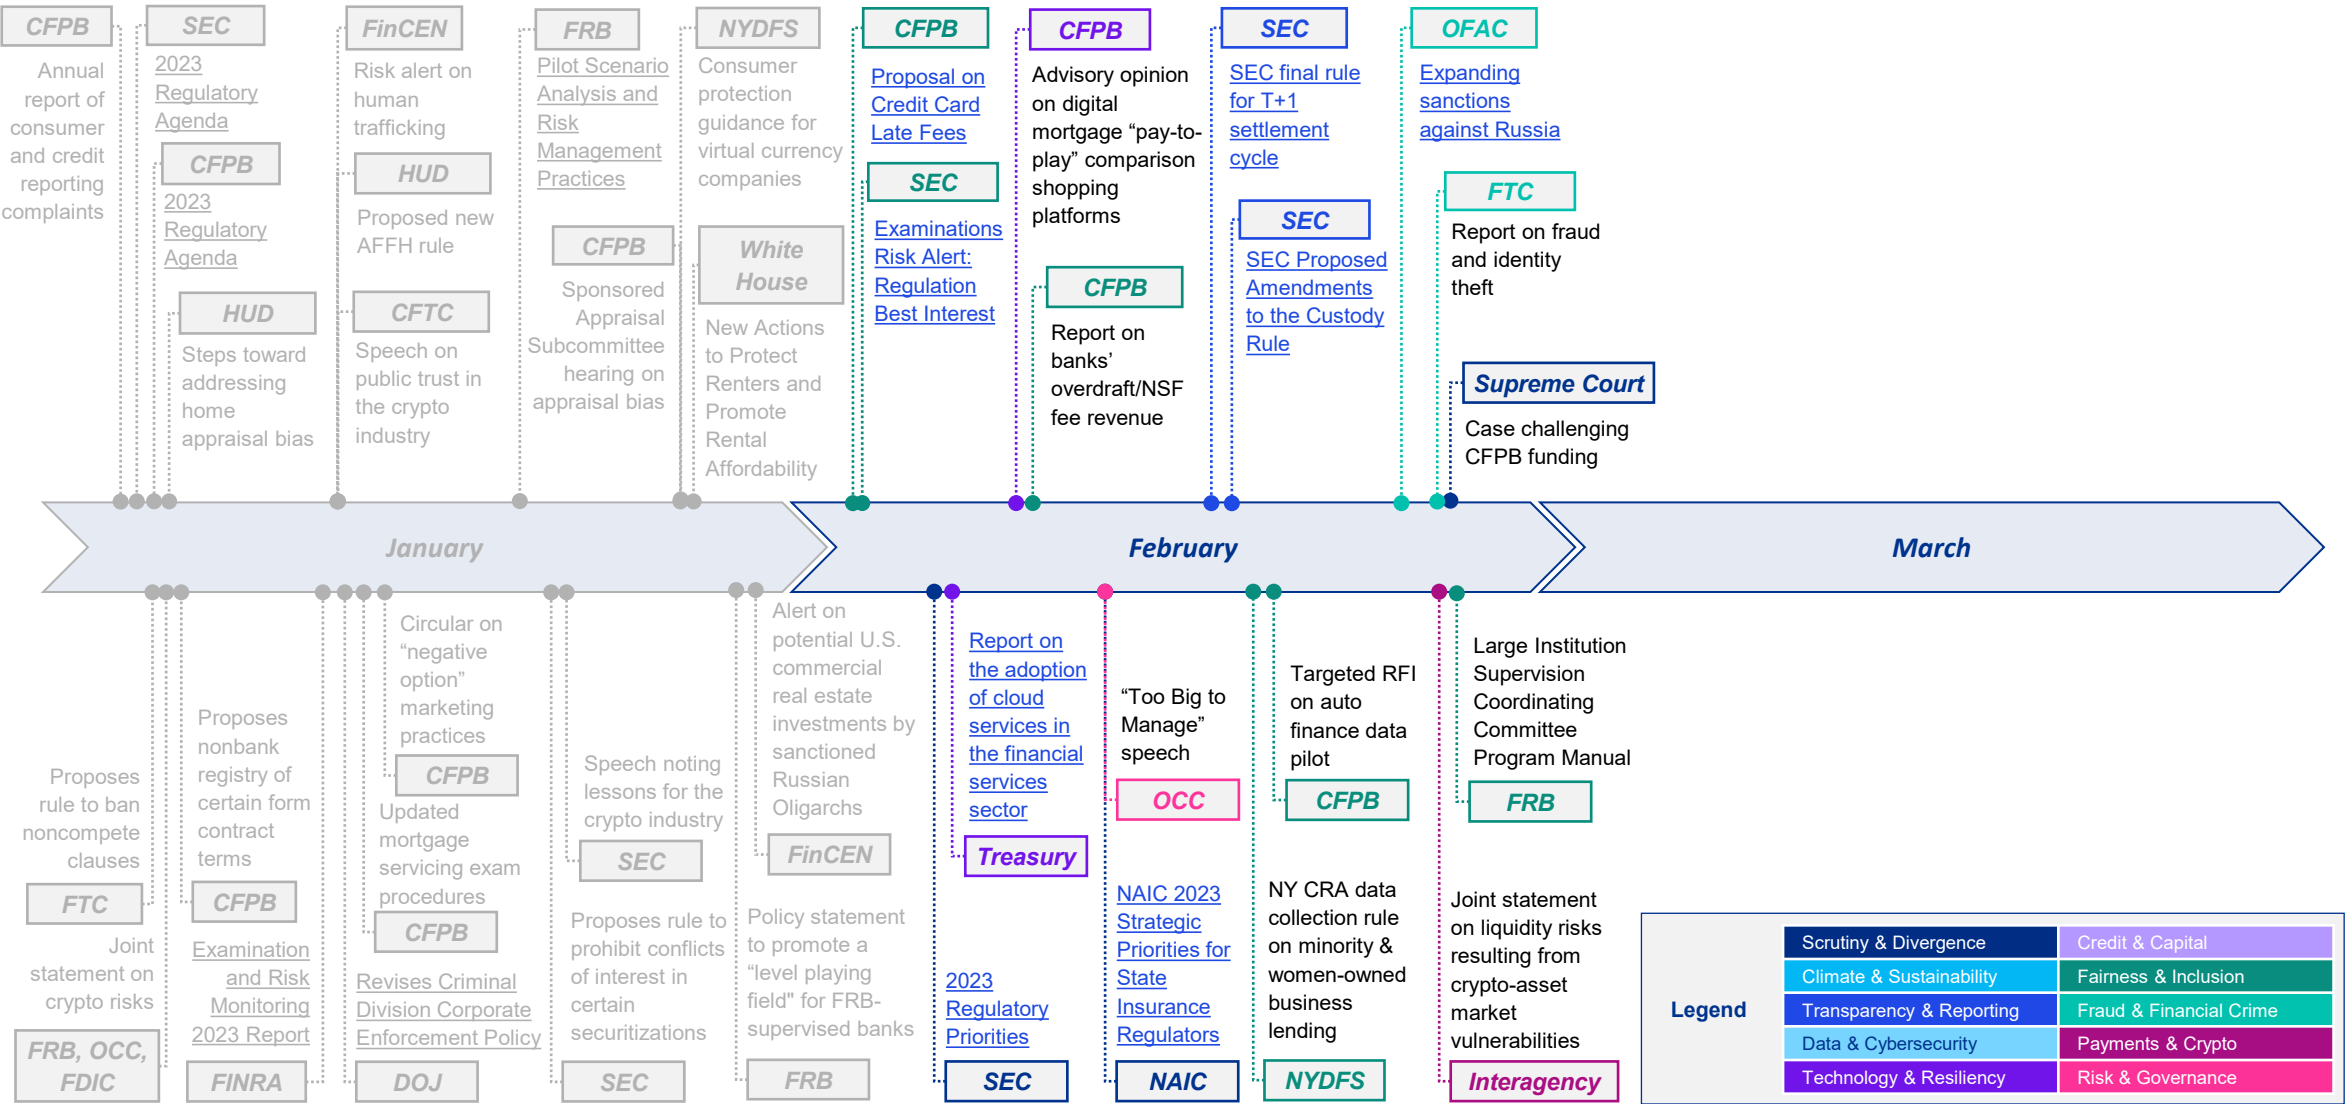 CFPB
Annual
report of
consumer
and credit
reporting
complaints
SEC
2023
Regulatory
Agenda
CFPB
2023
Regulatory
Agenda
HUD
Steps toward
addressing
home
appraisal bias
FinCEN
Risk alert on
human
trafficking
HUD
Proposed new
AFFH rule
CFTC
Speech on
public trust in
the crypto
industry
FRB
Pilot Scenario
Analysis and
Risk
Management
Practices
CFPB
Sponsored
Appraisal
Subcommittee
hearing on
appraisal bias
NYDFS
Consumer
protection
guidance for
virtual currency
companies
White
House
New Actions
to Protect
Renters and
Promote
Rental
Affordability
CFPB
Proposal on
Credit Card
Late Fees
SEC
Examinations
Risk Alert:
Regulation
Best Interest
CFPB
Advisory opinion
on digital
mortgage “pay-to-
play” comparison
shopping
platforms
CFPB
Report on
banks’
overdraft/NSF
fee revenue
SEC
SEC final rule
for T+1
settlement
cycle
SEC
SEC Proposed
Amendments
to the Custody
Rule
OFAC
Expanding
sanctions
against Russia
FTC
Report on fraud
and identity
theft
Supreme Court
Case challenging
CFPB funding
January
February
March
Proposes
rule to ban
noncompete
clauses
FTC
Joint
statement on
crypto risks
FRB, OCC,
FDIC
Proposes
nonbank
registry of
certain form
contract
terms
CFPB
Examination
and Risk
Monitoring
2023 Report
FINRA
Circular on
“negative
option”
marketing
practices
CFPB
Updated
mortgage
servicing exam
procedures
CFPB
Revises Criminal
Division Corporate
Enforcement Policy
DOJ
Speech noting
lessons for the
crypto industry
SEC
Proposes rule to
prohibit conflicts
of interest in
certain
securitizations
SEC
Alert on
potential U.S.
commercial
real estate
investments by
sanctioned
Russian
Oligarchs
FinCEN
Policy statement
to promote a
“level playing
field" for FRB-
supervised banks
FRB
Report on
the adoption
of cloud
services in
the financial
services
sector
Treasury
2023
Regulatory
Priorities
SEC
“Too Big to
Manage”
speech
OCC
NAIC 2023
Strategic
Priorities for
State
Insurance
Regulators
NAIC
Targeted RFI
on auto
finance data
pilot
CFPB
NY CRA data
collection rule
on minority &
women-owned
business
lending
NYDFS
Large Institution
Supervision
Coordinating
Committee
Program Manual
FRB
Joint statement
on liquidity risks
resulting from
crypto-asset
market
vulnerabilities
Interagency
Legend
Scrutiny & Divergence
Credit & Capital
Climate & Sustainability
Fairness & Inclusion
Transparency & Reporting
Fraud & Financial Crime
Data & Cybersecurity
Payments & Crypto
Technology & Resiliency
Risk & Governance